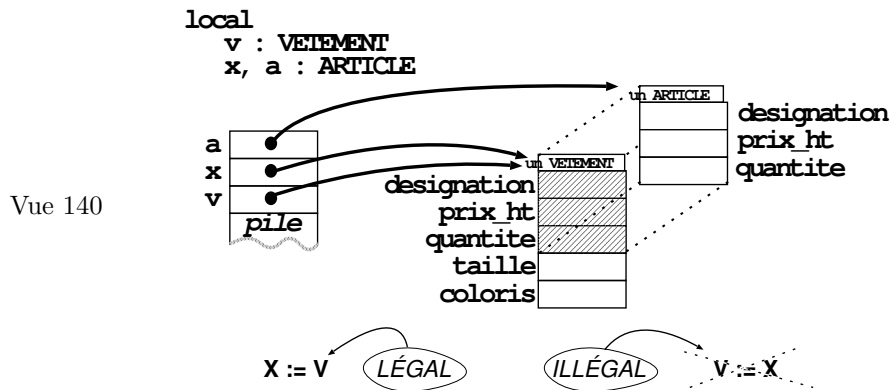 local
v : VETEMENT
x, a : ARTICLE
un ARTICLE
designation
prix_ht
quantite
a
x
v
pile
un VETEMENT
designation
prix_ht
quantite
taille
coloris
Vue 140
X := V LÉGAL ILLÉGAL V := X